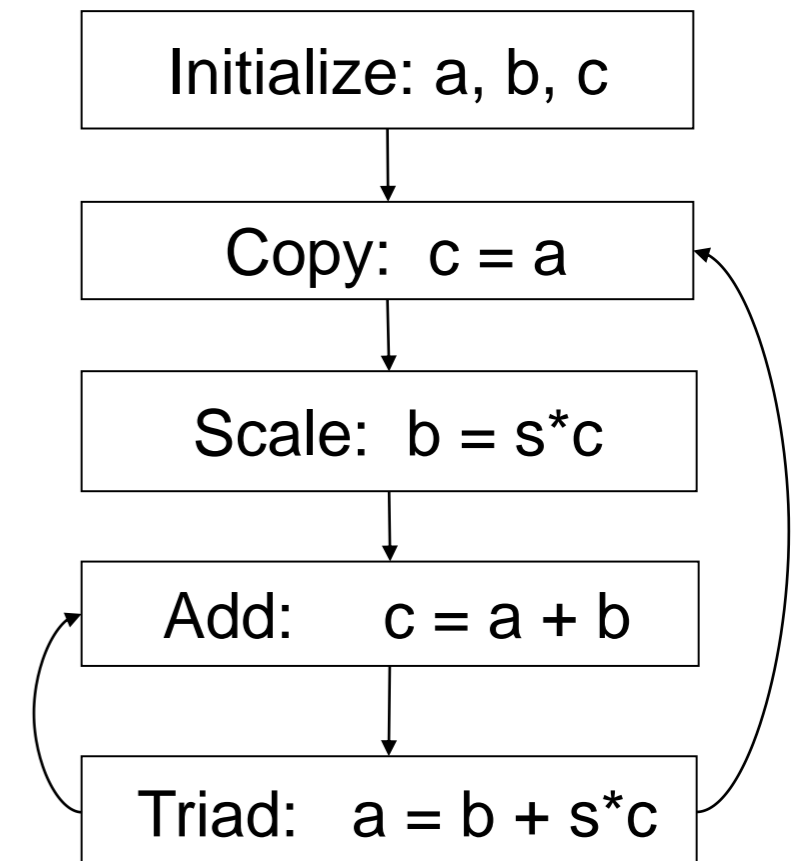 Initialize: a, b, c
Copy: c = a
Scale: b = s*c
Add: c = a + b
Triad: a = b + s*c